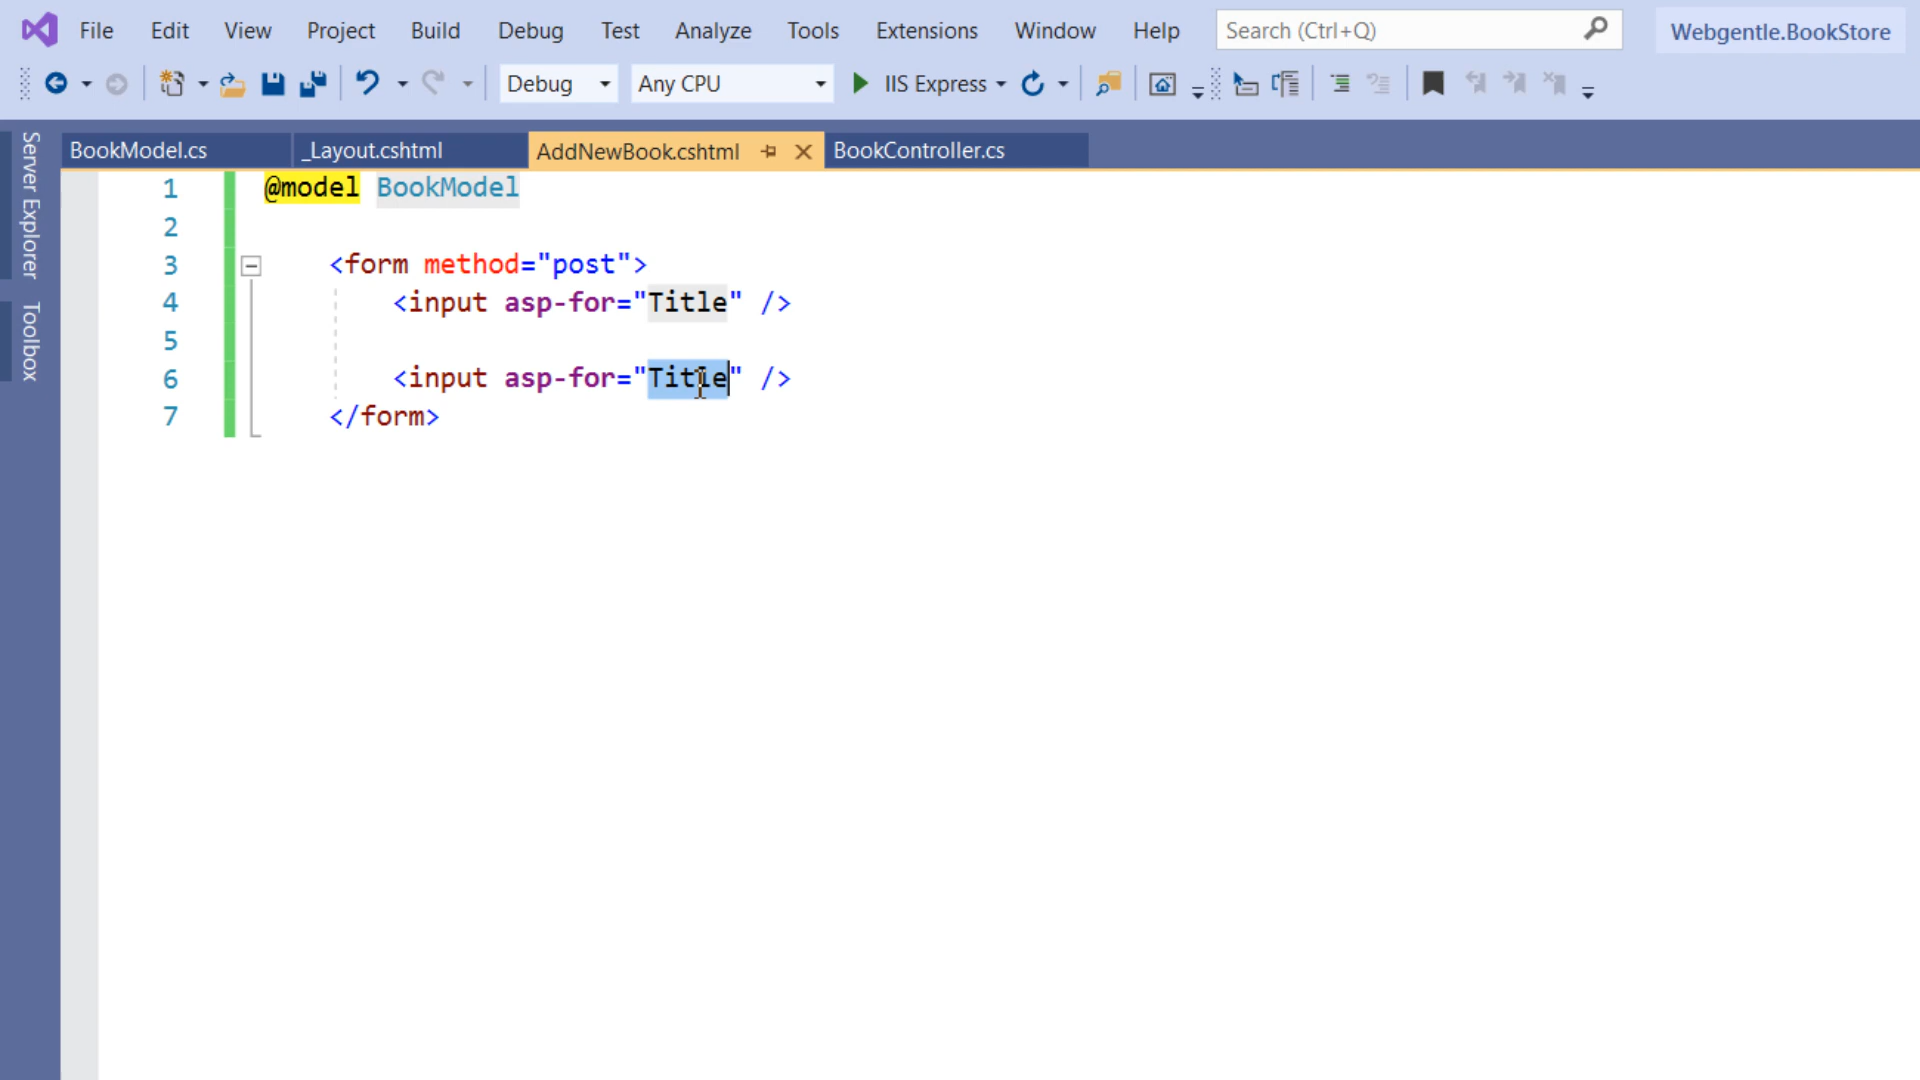 File Edit View Project Build Debug Test Analyze Tools Extensions Window Help Search (Ctrl+Q) Webgentle.BookStore
Debug Any CPU IIS Express
BookModel.cs _Layout.cshtml AddNewBook.cshtml BookController.cs
Server Explorer
Toolbox
1 @model BookModel
2
3 <form method="post">
4 <input asp-for="Title" />
5
6 <input asp-for="Title" />
7 </form>